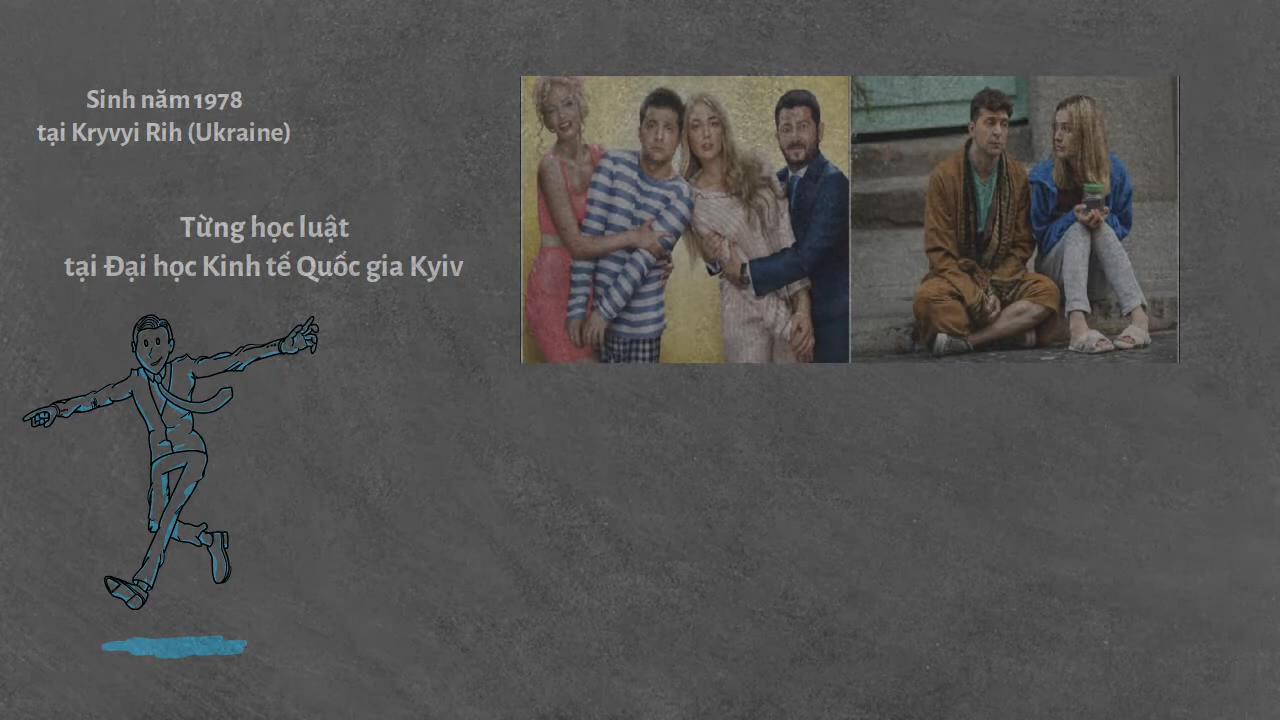 Sinh năm 1978
tại Kryvyi Rih (Ukraine)
Từng học luật
tại Đại học Kinh tế Quốc gia Kyiv